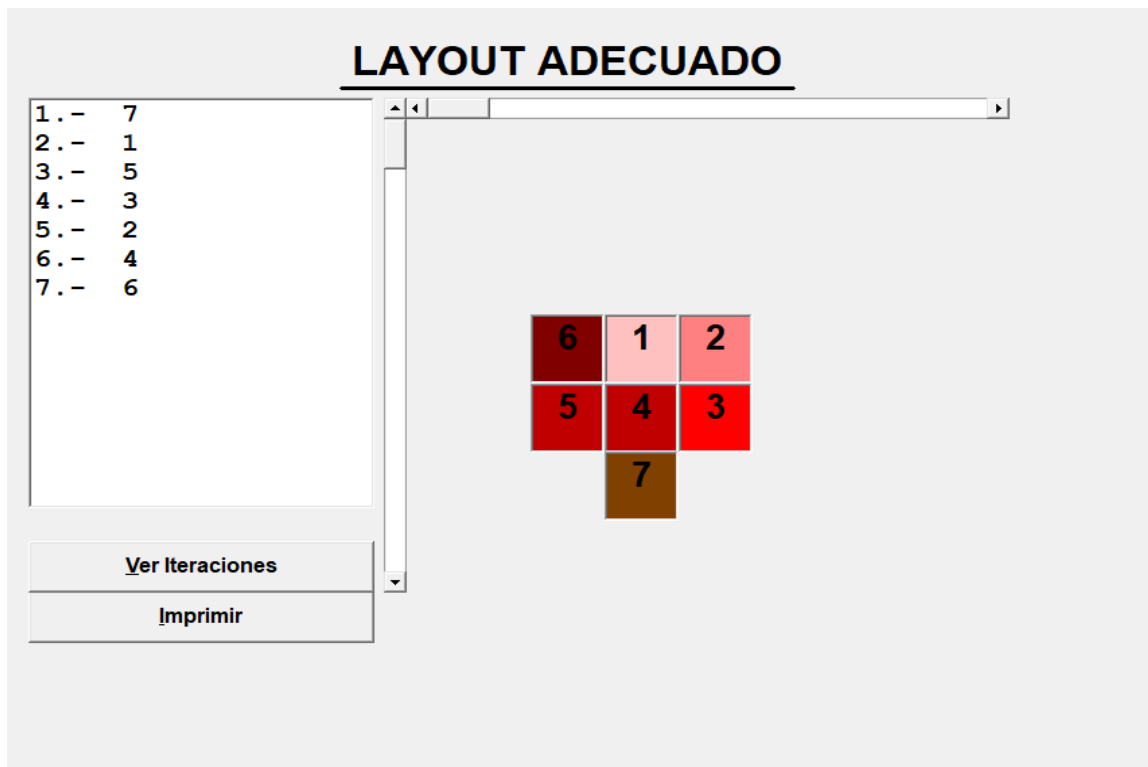 LAYOUT ADECUADO
1.- 7
2.- 1
3.- 5
4.- 3
5.- 2
6.- 4
7.- 6
6 1 2
5 4 3
7
Ver Iteraciones
Imprimir